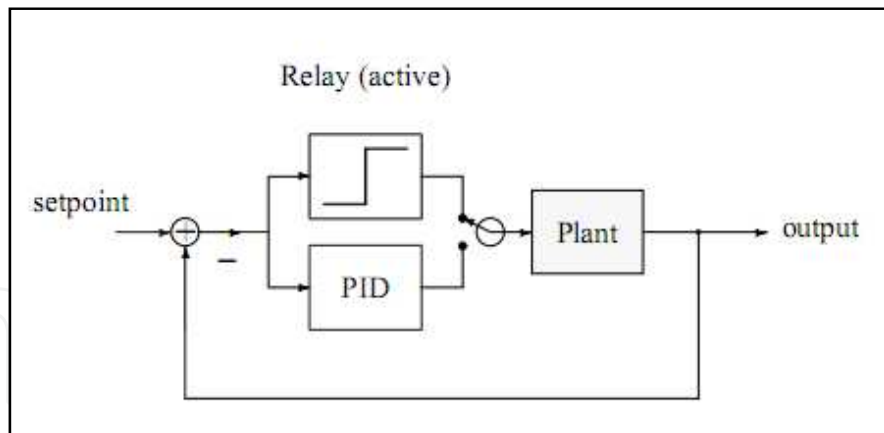 Relay (active)
setpoint
+
−
PID
Plant
output